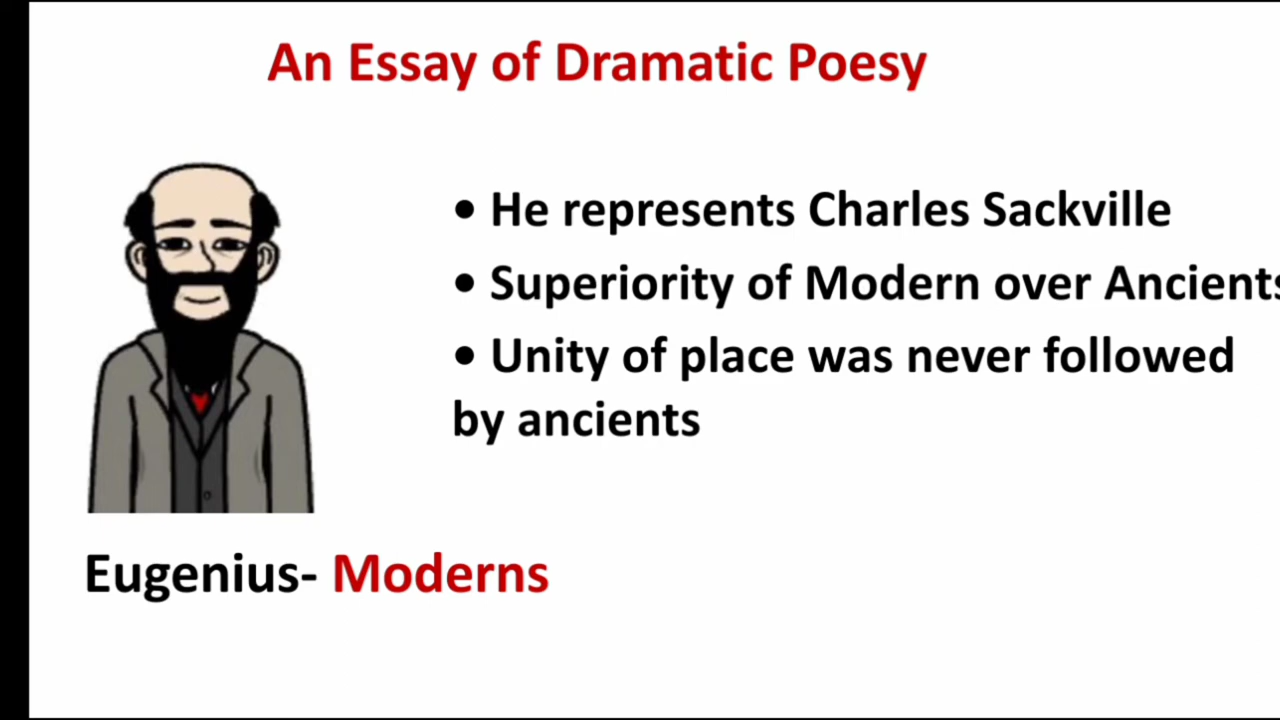 An Essay of Dramatic Poesy
• He represents Charles Sackville
• Superiority of Modern over Ancients
• Unity of place was never followed
by ancients
Eugenius- Moderns